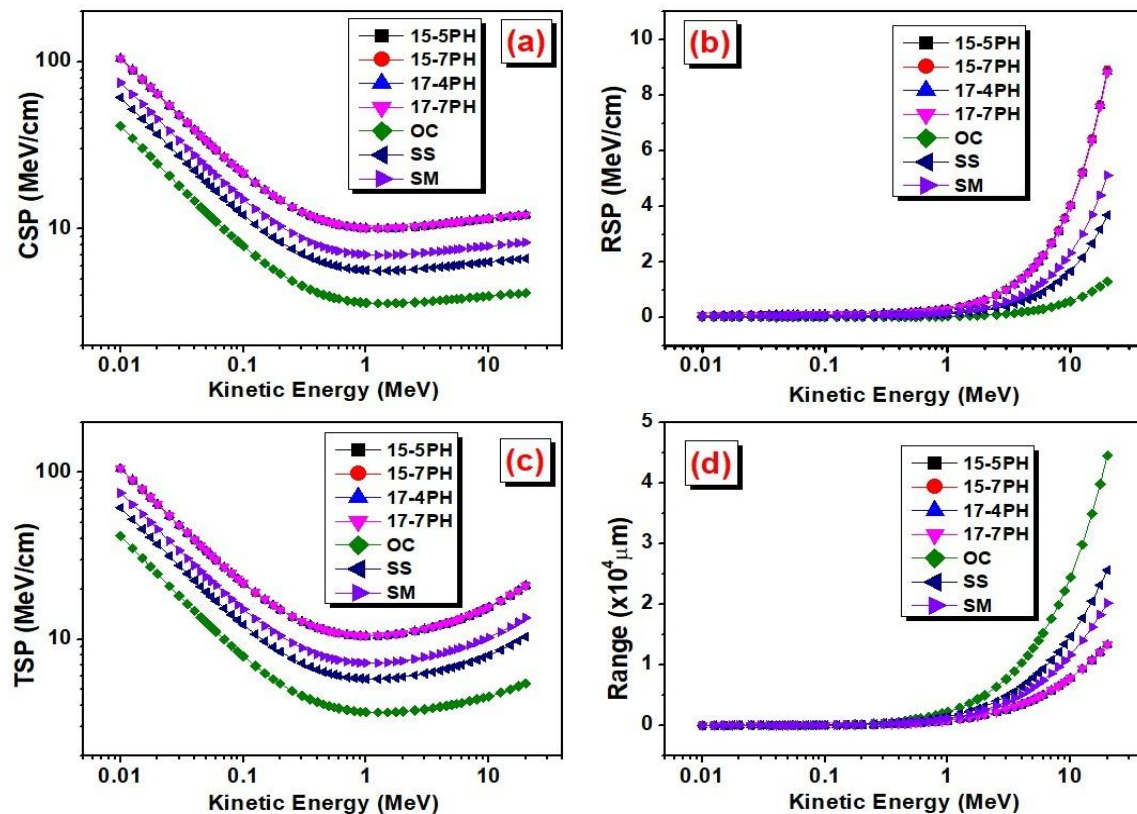 (a)
15-5PH
15-7PH
17-4PH
17-7PH
OC
SS
SM
100
10
CSP (MeV/cm)
0.01 0.1 1 10
Kinetic Energy (MeV)
(b)
15-5PH
15-7PH
17-4PH
17-7PH
OC
SS
SM
10
8
6
4
2
0
RSP (MeV/cm)
0.01 0.1 1 10
Kinetic Energy (MeV)
(c)
15-5PH
15-7PH
17-4PH
17-7PH
OC
SS
SM
100
10
TSP (MeV/cm)
0.01 0.1 1 10
Kinetic Energy (MeV)
(d)
15-5PH
15-7PH
17-4PH
17-7PH
OC
SS
SM
5
4
3
2
1
0
Range (x10⁴μm)
0.01 0.1 1 10
Kinetic Energy (MeV)